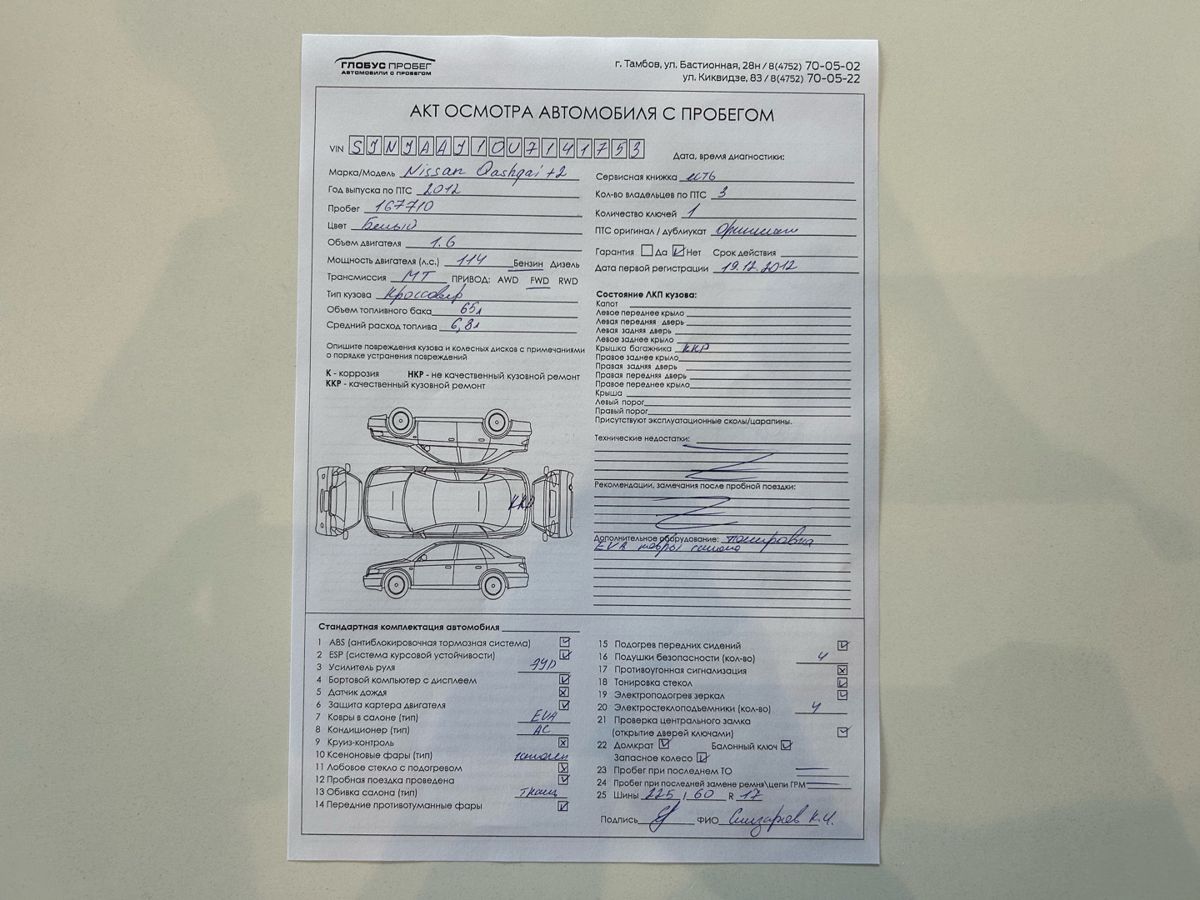 ГЛОБУС ПРОБЕГ
АВТОМОБИЛИ С ПРОБЕГОМ
г. Тамбов, ул. Бастионная, 28н / 8(4752) 70-05-02
ул. Киквидзе, 83 / 8(4752) 70-05-22
АКТ ОСМОТРА АВТОМОБИЛЯ С ПРОБЕГОМ
VIN SJNJAAJ10U7141753
Марка/Модель Nissan Qashqai +2
Год выпуска по ПТС 2012
Пробег 167710
Цвет Белый
Объем двигателя 1.6
Мощность двигателя (л.с.) 114 Бензин Дизель
Трансмиссия МТ ПРИВОД: AWD FWD RWD
Тип кузова Кроссовер
Объем топливного бака 65л
Средний расход топлива 6,8л
Опишите повреждения кузова и колесных дисков с примечаниями
о порядке устранения повреждений
К - коррозия НКР - не качественный кузовной ремонт
ККР - качественный кузовной ремонт
ККР
Дата, время диагностики:
Сервисная книжка есть
Кол-во владельцев по ПТС 3
Количество ключей 1
ПТС оригинал / дубликат Оригинал
Гарантия Да Нет Срок действия
Дата первой регистрации 19.12.2012
Состояние ЛКП кузова:
Капот
Левое переднее крыло
Левая передняя дверь
Левая задняя дверь
Левое заднее крыло
Крышка багажника ККР
Правое заднее крыло
Правая задняя дверь
Правая передняя дверь
Правое переднее крыло
Крыша
Левый порог
Правый порог
Присутствуют эксплуатационные сколы/царапины.
Технические недостатки:
Рекомендации, замечания после пробной поездки:
Дополнительное оборудование: тонировка
EVA ковры салона
Стандартная комплектация автомобиля
1 ABS (антиблокировочная тормозная система)
2 ESP (система курсовой устойчивости)
3 Усилитель руля ЭУР
4 Бортовой компьютер с дисплеем
5 Датчик дождя
6 Защита картера двигателя
7 Ковры в салоне (тип) EVA
8 Кондиционер (тип) AC
9 Круиз-контроль
10 Ксеноновые фары (тип) галоген
11 Лобовое стекло с подогревом
12 Пробная поездка проведена
13 Обивка салона (тип) ткань
14 Передние противотуманные фары
15 Подогрев передних сидений
16 Подушки безопасности (кол-во) 4
17 Противоугонная сигнализация
18 Тонировка стекол
19 Электроподогрев зеркал
20 Электростеклоподъемники (кол-во) 4
21 Проверка центрального замка
(открытие дверей ключами)
22 Домкрат Балонный ключ
Запасное колесо
23 Пробег при последнем ТО
24 Пробег при последней замене ремня\цепи ГРМ
25 Шины 225 / 60 R 17
Подпись ФИО